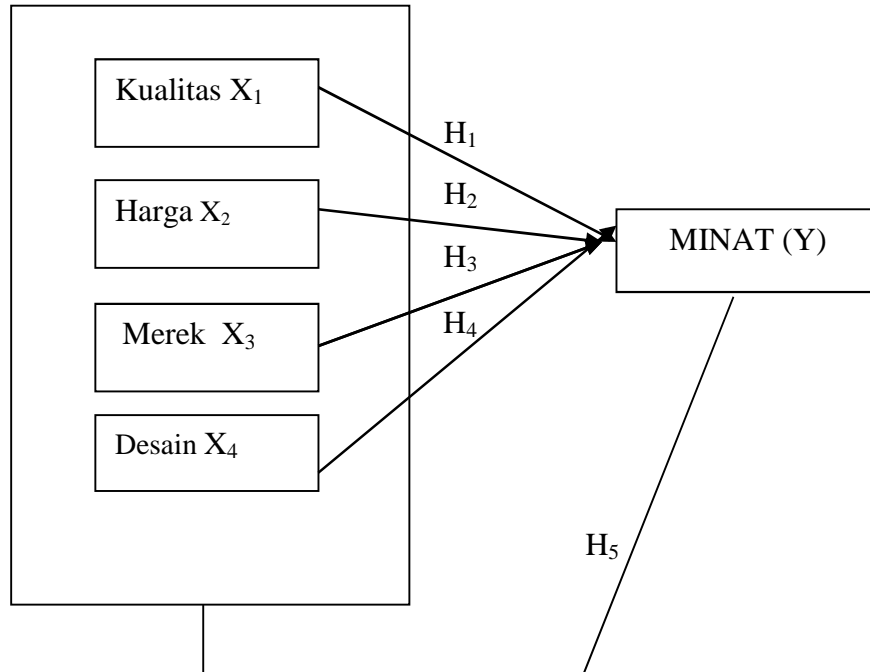 Kualitas X₁
H₁
Harga X₂
H₂
MINAT (Y)
H₃
Merek X₃
H₄
Desain X₄
H₅